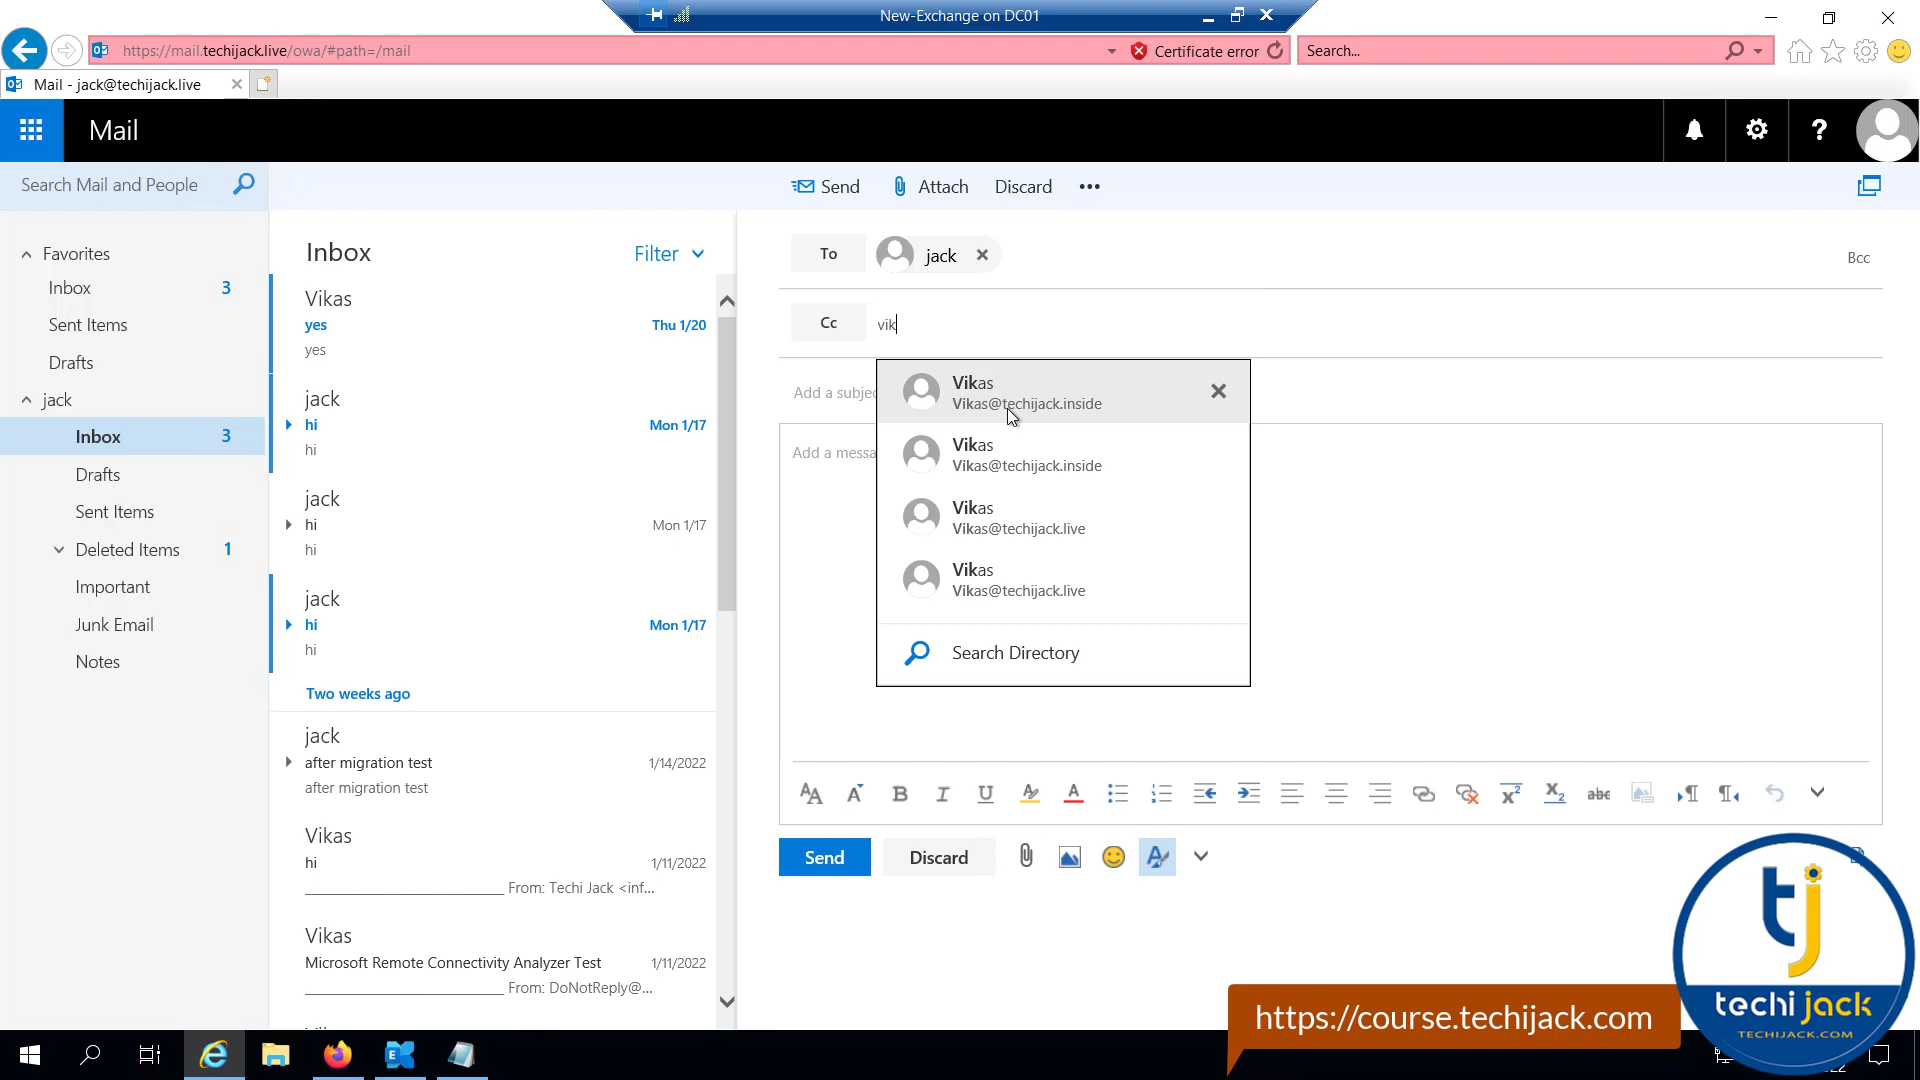 New-Exchange on DC01
https://mail.techijack.live/owa/#path=/mail
Certificate error
Search...
Mail - jack@techijack.live
Mail
Search Mail and People
Send
Attach
Discard
Favorites
Inbox 3
Sent Items
Drafts
jack
Inbox 3
Drafts
Sent Items
Deleted Items 1
Important
Junk Email
Notes
Inbox
Filter
Vikas
yes Thu 1/20
yes
jack
hi Mon 1/17
hi
jack
hi Mon 1/17
hi
jack
hi Mon 1/17
hi
Two weeks ago
jack
after migration test 1/14/2022
after migration test
Vikas
hi 1/11/2022
From: Techi Jack <inf...
Vikas
Microsoft Remote Connectivity Analyzer Test 1/11/2022
From: DoNotReply@...
To jack Bcc
Cc vik
Add a subjec
Add a messa
Vikas
Vikas@techijack.inside
Vikas
Vikas@techijack.inside
Vikas
Vikas@techijack.live
Vikas
Vikas@techijack.live
Search Directory
Send
Discard
https://course.techijack.com
tj
techi jack
TECHIJACK.COM